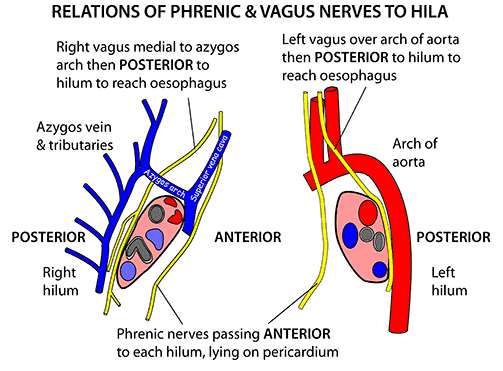 RELATIONS OF PHRENIC & VAGUS NERVES TO HILA
Right vagus medial to azygos
arch then POSTERIOR to
hilum to reach oesophagus
Left vagus over arch of aorta
then POSTERIOR to hilum to
reach oesophagus
Azygos vein
& tributaries
Azygos arch
Superior vena cava
Arch of
aorta
POSTERIOR
ANTERIOR
POSTERIOR
Right
hilum
Left
hilum
Phrenic nerves passing ANTERIOR
to each hilum, lying on pericardium